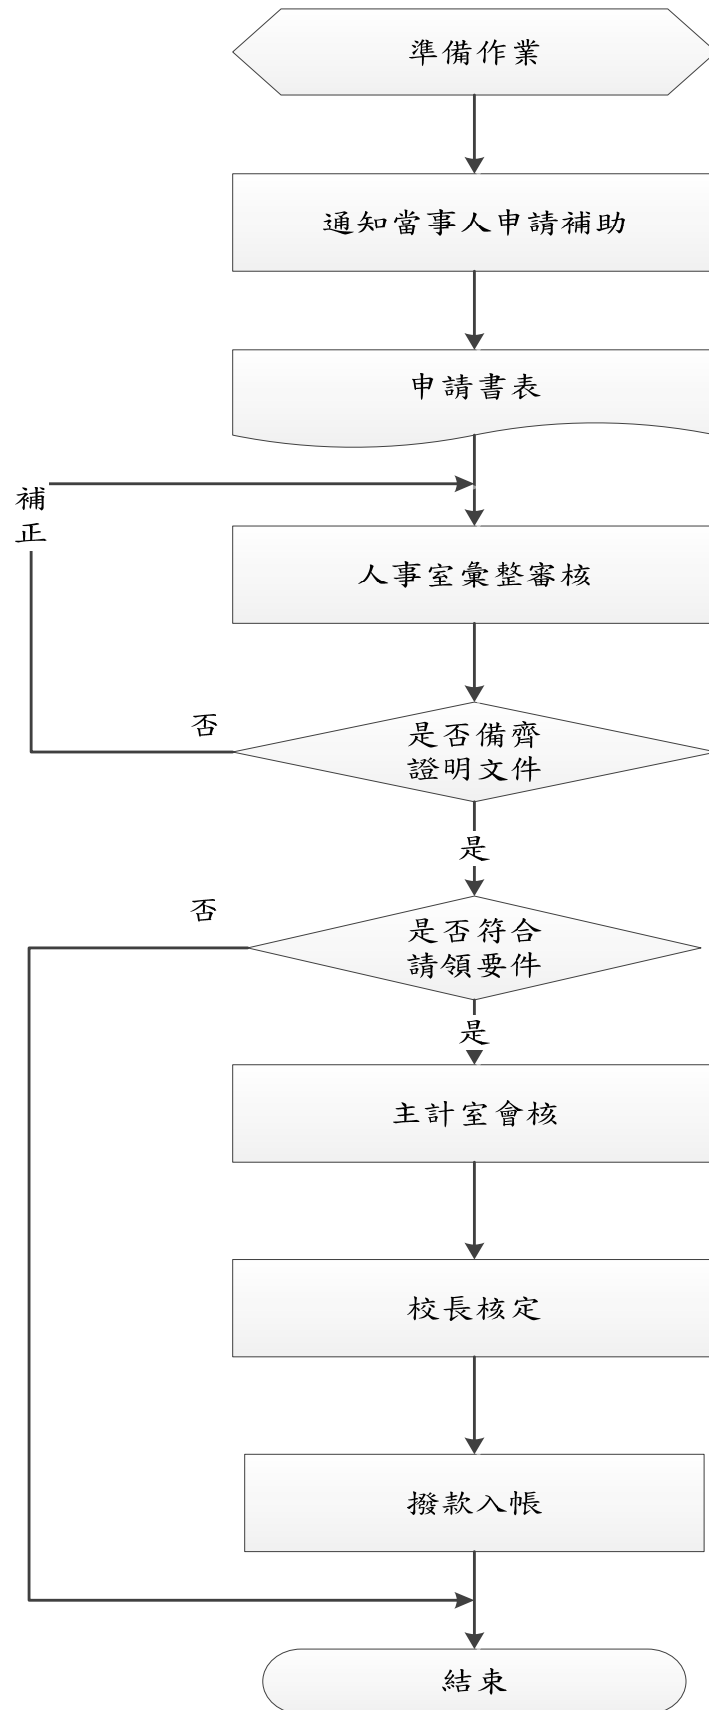 準備作業
通知當事人申請補助
申請書表
補
正
人事室彙整審核
否
是否備齊
證明文件
是
否
是否符合
請領要件
是
主計室會核
校長核定
撥款入帳
結束